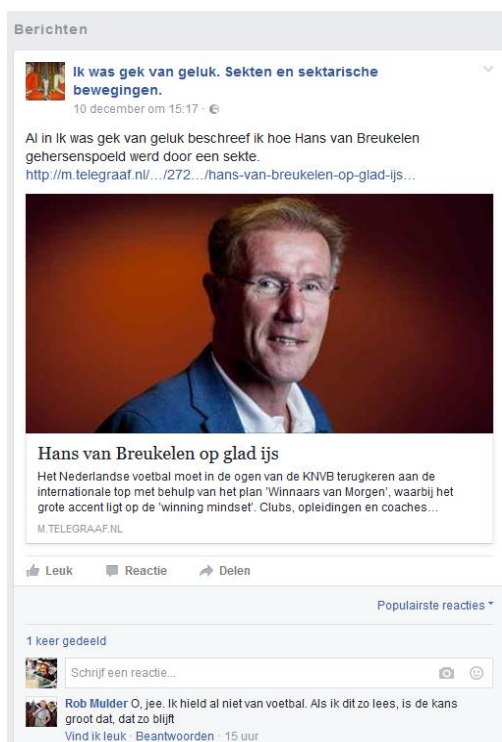 Berichten
Ik was gek van geluk. Sekten en sektarische
bewegingen.
10 december om 15:17 ·
Al in Ik was gek van geluk beschreef ik hoe Hans van Breukelen
gehersenspoeld werd door een sekte.
http://m.telegraaf.nl/.../272.../hans-van-breukelen-op-glad-ijs...
Hans van Breukelen op glad ijs
Het Nederlandse voetbal moet in de ogen van de KNVB terugkeren aan de
internationale top met behulp van het plan 'Winnaars van Morgen', waarbij het
grote accent ligt op de 'winning mindset'. Clubs, opleidingen en coaches...
M.TELEGRAAF.NL
Leuk Reactie Delen
Populairste reacties
1 keer gedeeld
Schrijf een reactie...
Rob Mulder O, jee. Ik hield al niet van voetbal. Als ik dit zo lees, is de kans
groot dat, dat zo blijft
Vind ik leuk · Beantwoorden · 15 uur